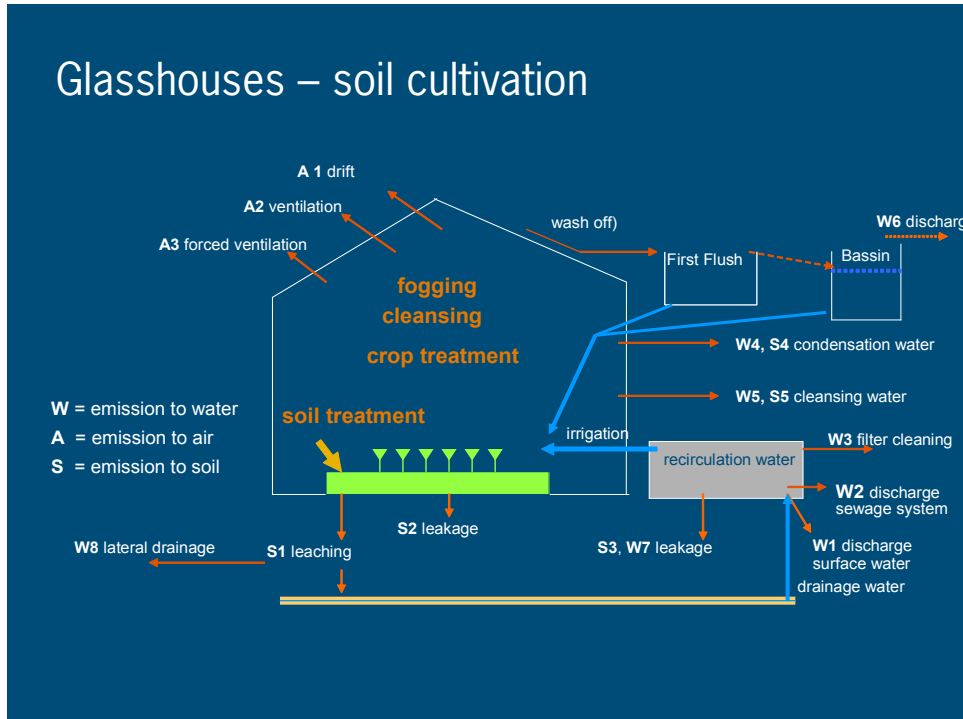 Glasshouses – soil cultivation
A 1 drift
A2 ventilation
A3 forced ventilation
wash off)
First Flush
W6 discharg
Bassin
fogging
cleansing
crop treatment
soil treatment
W4, S4 condensation water
W5, S5 cleansing water
W = emission to water
A = emission to air
S = emission to soil
irrigation
recirculation water
W3 filter cleaning
W2 discharge
sewage system
S2 leakage
W8 lateral drainage
S1 leaching
S3, W7 leakage
W1 discharge
surface water
drainage water